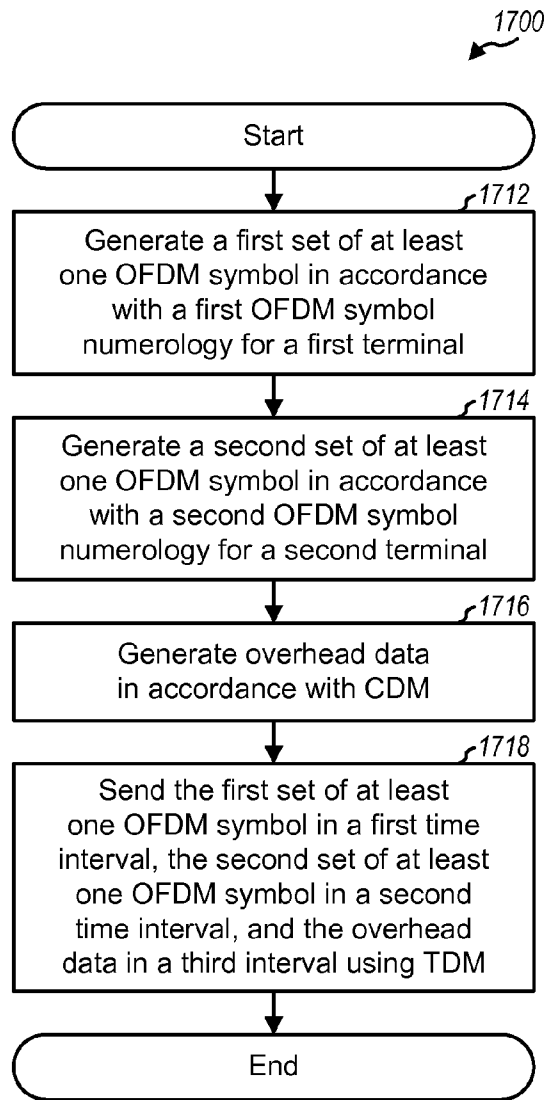 1700
Start
1712
Generate a first set of at least
one OFDM symbol in accordance
with a first OFDM symbol
numerology for a first terminal
1714
Generate a second set of at least
one OFDM symbol in accordance
with a second OFDM symbol
numerology for a second terminal
1716
Generate overhead data
in accordance with CDM
1718
Send the first set of at least
one OFDM symbol in a first time
interval, the second set of at least
one OFDM symbol in a second
time interval, and the overhead
data in a third interval using TDM
End